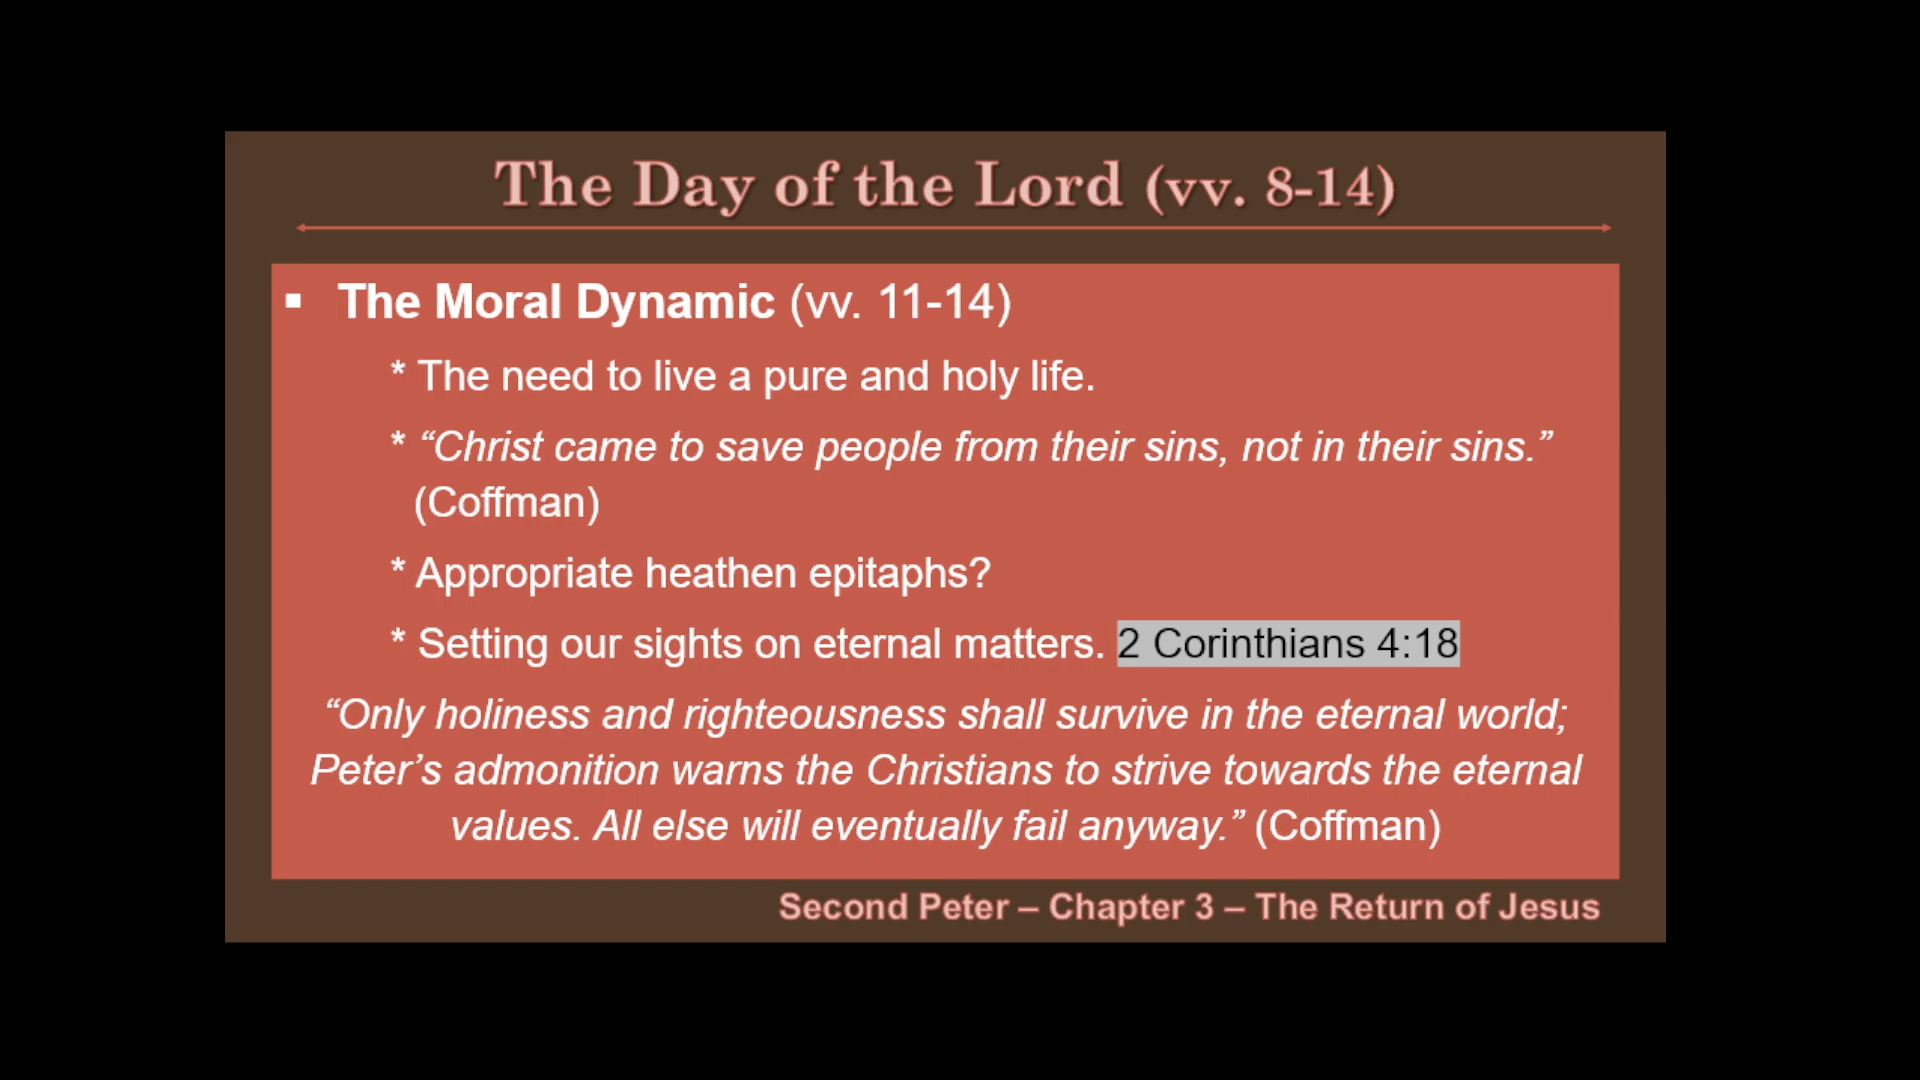 The Day of the Lord (vv. 8-14)
▪ The Moral Dynamic (vv. 11-14)
* The need to live a pure and holy life.
* “Christ came to save people from their sins, not in their sins.”
(Coffman)
* Appropriate heathen epitaphs?
* Setting our sights on eternal matters. 2 Corinthians 4:18
“Only holiness and righteousness shall survive in the eternal world;
Peter’s admonition warns the Christians to strive towards the eternal
values. All else will eventually fail anyway.” (Coffman)
Second Peter – Chapter 3 – The Return of Jesus